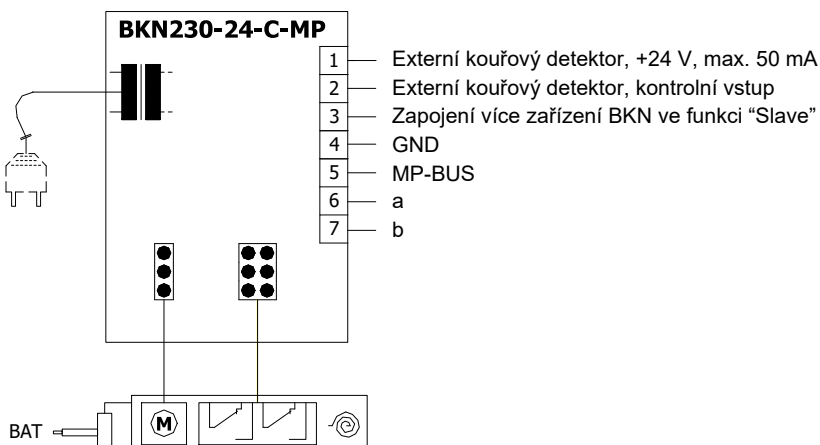 BKN230-24-C-MP
1 Externí kouřový detektor, +24 V, max. 50 mA
2 Externí kouřový detektor, kontrolní vstup
3 Zapojení více zařízení BKN ve funkci “Slave”
4 GND
5 MP-BUS
6 a
7 b
BAT M